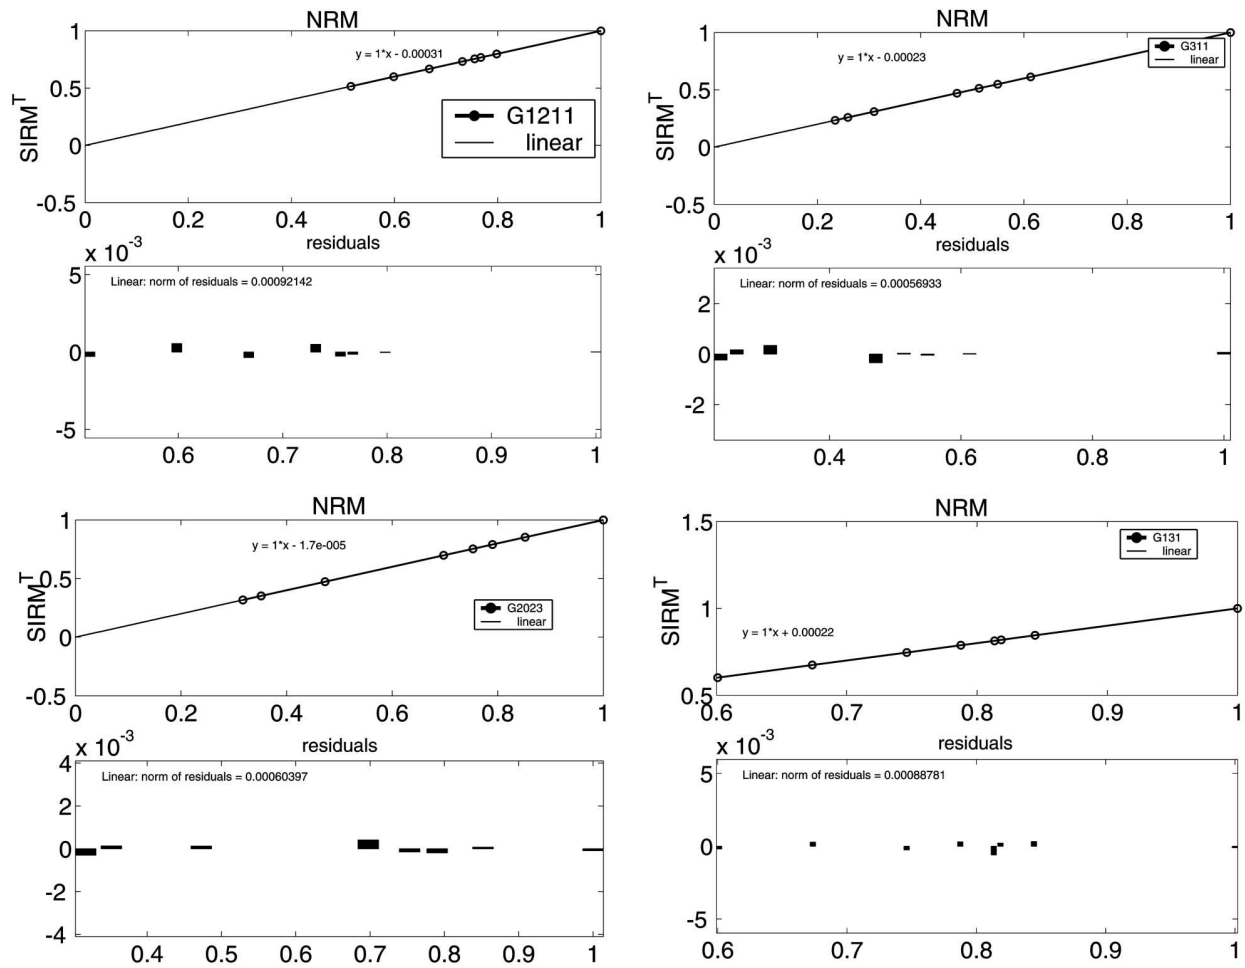 NRM
1
0.5
0
-0.5
SIRM^T
y = 1*x - 0.00031
G1211
linear
0 0.2 0.4 0.6 0.8 1
residuals
x 10^-3
5
0
-5
Linear: norm of residuals = 0.00092142
0.6 0.7 0.8 0.9 1
NRM
1
0.5
0
-0.5
SIRM^T
y = 1*x - 0.00023
G311
linear
0 0.2 0.4 0.6 0.8 1
residuals
x 10^-3
2
0
-2
Linear: norm of residuals = 0.00056933
0.4 0.6 0.8 1
NRM
1
0.5
0
-0.5
SIRM^T
y = 1*x - 1.7e-005
G2023
linear
0 0.2 0.4 0.6 0.8 1
residuals
x 10^-3
4
2
0
-2
-4
Linear: norm of residuals = 0.00060397
0.4 0.5 0.6 0.7 0.8 0.9 1
NRM
1.5
1
0.5
SIRM^T
y = 1*x + 0.00022
G131
linear
0.6 0.7 0.8 0.9 1
residuals
x 10^-3
5
0
-5
Linear: norm of residuals = 0.00088781
0.6 0.7 0.8 0.9 1